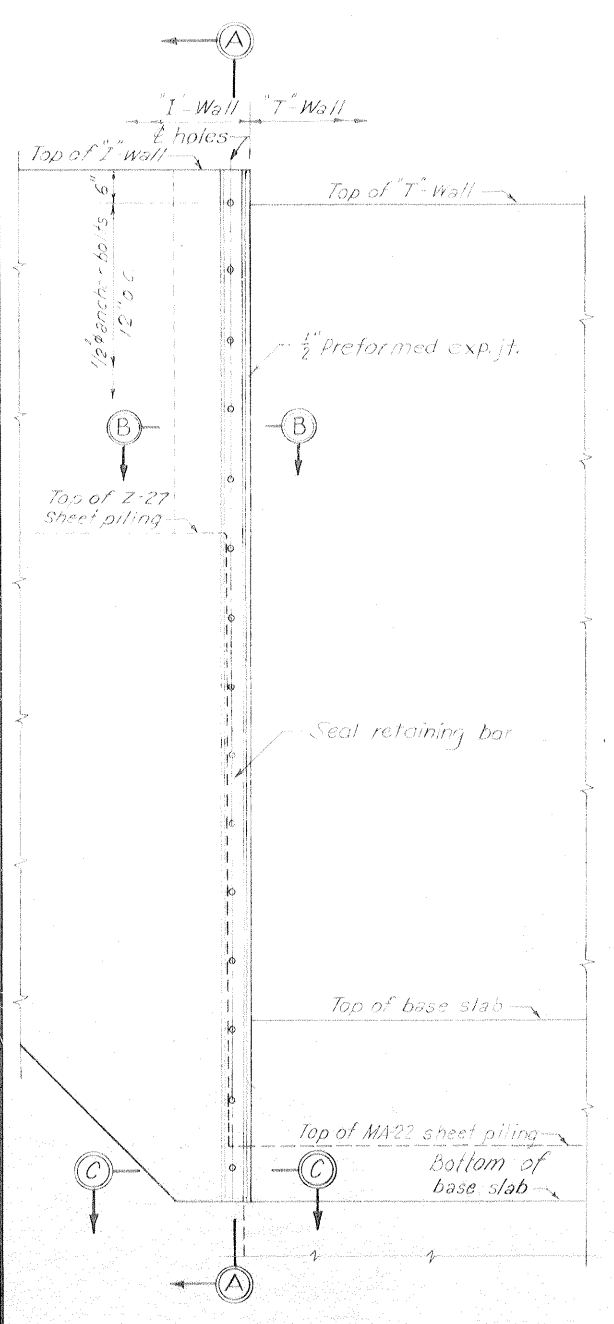 A
"I"-Wall "T"-Wall
℄ holes
Top of "I" Wall
Top of "T"-Wall
6"
1/2"ϕ anchor bolts
12" O C
1/2" Preformed exp. jt.
B B
Top of Z-27
sheet piling
Seal retaining bar
Top of base slab
Top of MA-22 sheet piling
C C
Bottom of
base slab
A